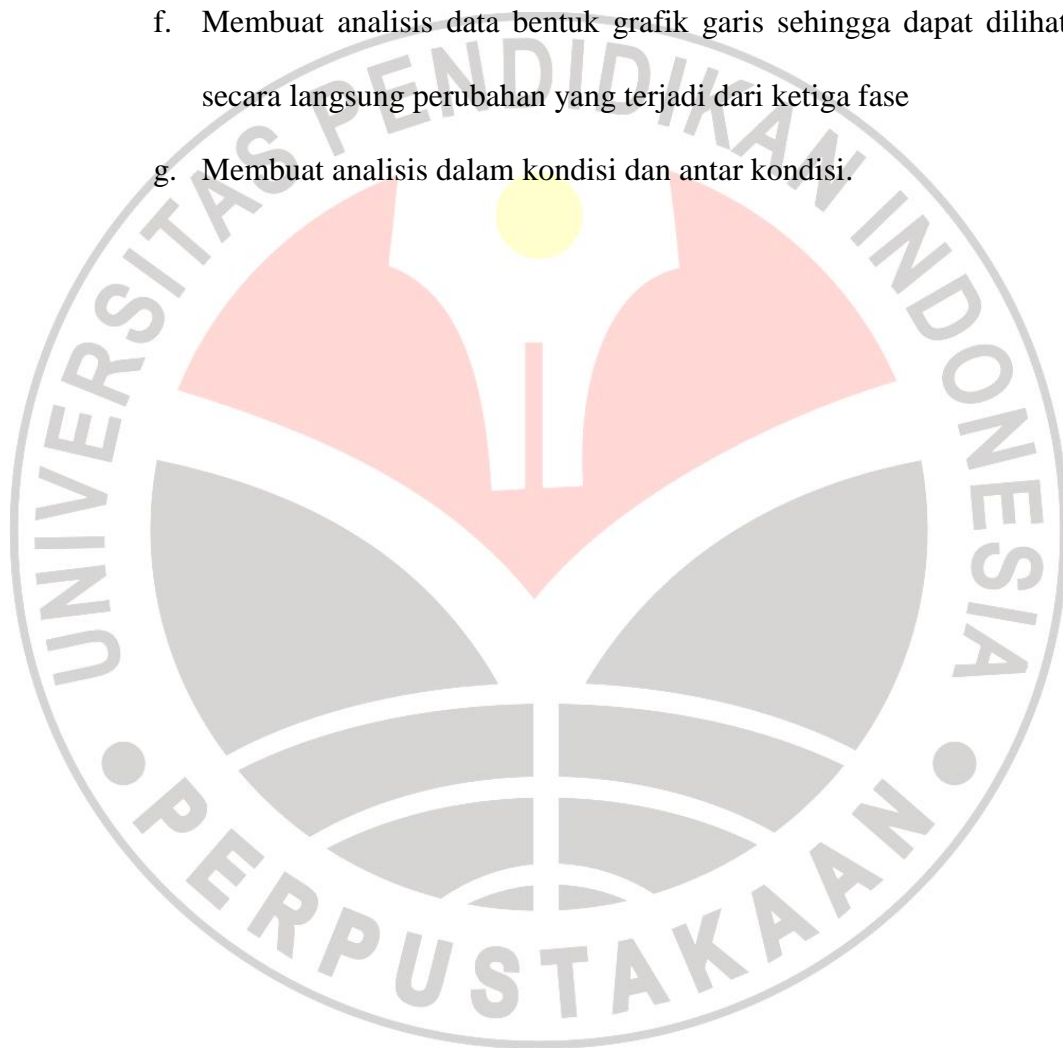 f. Membuat analisis data bentuk grafik garis sehingga dapat dilihat
secara langsung perubahan yang terjadi dari ketiga fase
g. Membuat analisis dalam kondisi dan antar kondisi.
UNIVERSITAS PENDIDIKAN INDONESIA
PERPUSTAKAAN